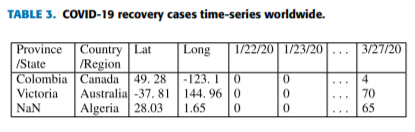 TABLE 3. COVID-19 recovery cases time-series worldwide.
Province /State Country /Region Lat Long 1/22/20 1/23/20 ... 3/27/20
Colombia Canada 49. 28 -123. 1 0 0 ... 4
Victoria Australia -37. 81 144. 96 0 0 ... 70
NaN Algeria 28.03 1.65 0 0 ... 65